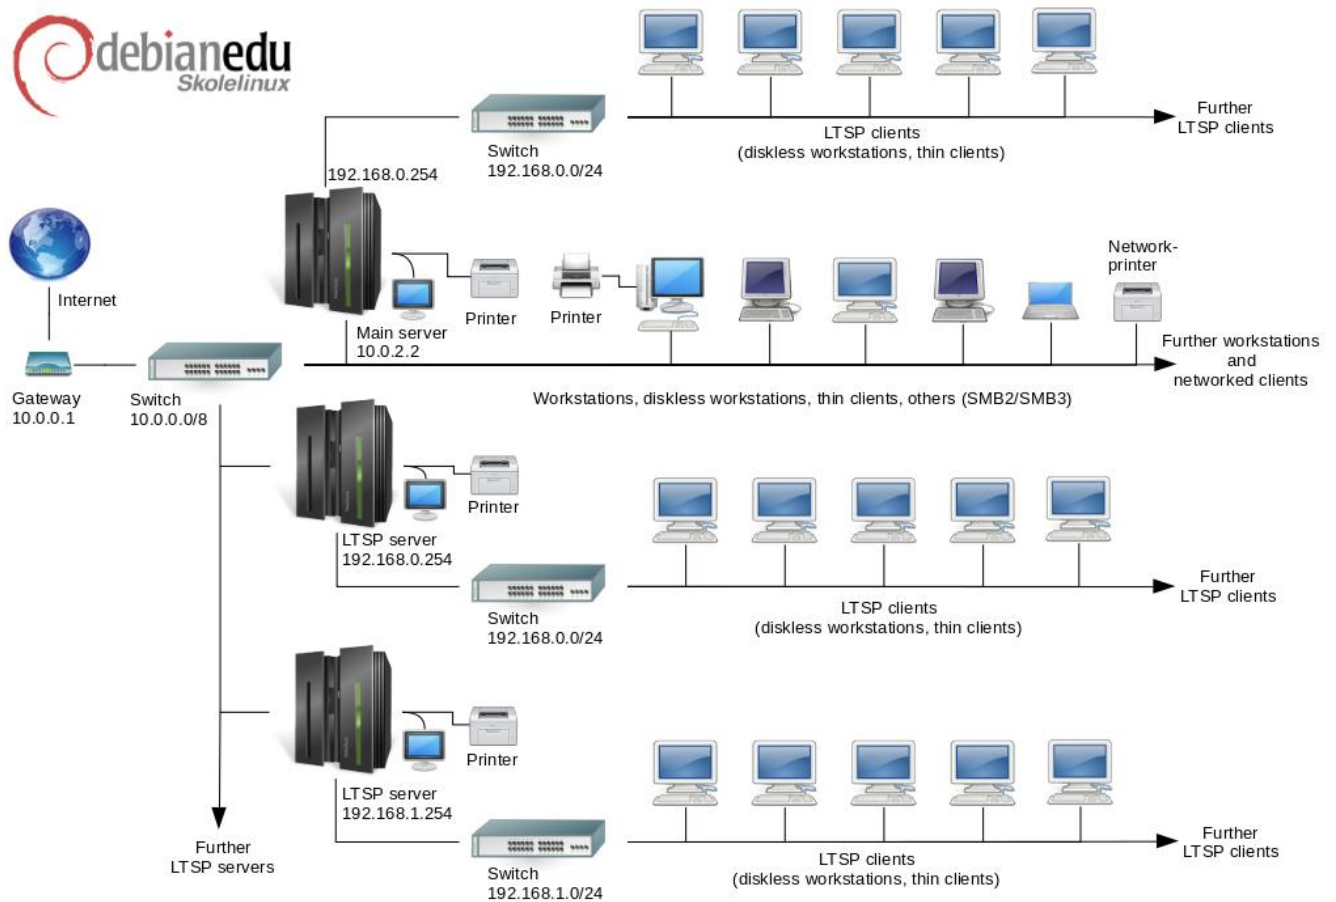 debianedu
Skolelinux
Further
LTSP clients
LTSP clients
(diskless workstations, thin clients)
Switch
192.168.0.0/24
192.168.0.254
Internet
Printer
Printer
Network-
printer
Main server
10.0.2.2
Further workstations
and
networked clients
Gateway
10.0.0.1
Switch
10.0.0.0/8
Workstations, diskless workstations, thin clients, others (SMB2/SMB3)
Printer
LTSP server
192.168.0.254
Further
LTSP clients
Switch
192.168.0.0/24
LTSP clients
(diskless workstations, thin clients)
Printer
LTSP server
192.168.1.254
Further
LTSP servers
Further
LTSP clients
Switch
192.168.1.0/24
LTSP clients
(diskless workstations, thin clients)